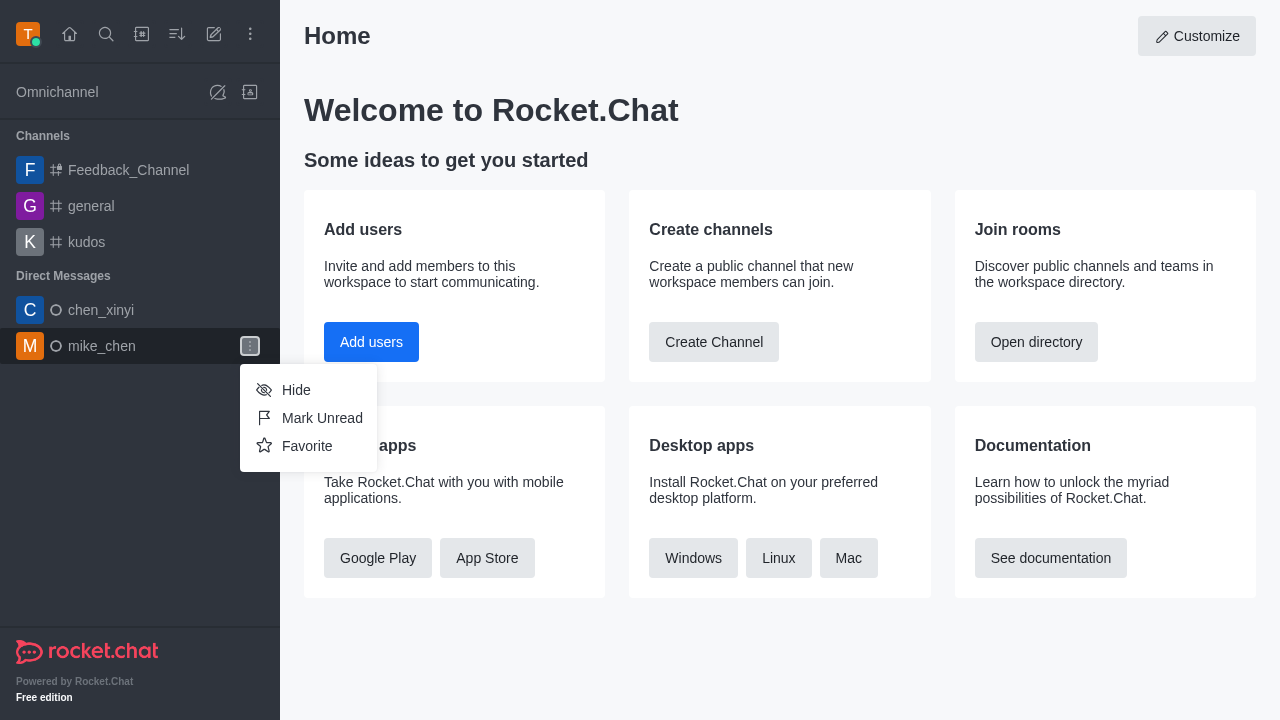 T
Home
Customize
Omnichannel
Channels
F Feedback_Channel
G general
K kudos
Direct Messages
C chen_xinyi
M mike_chen
Hide
Mark Unread
Favorite
Welcome to Rocket.Chat
Some ideas to get you started
Add users
Invite and add members to this
workspace to start communicating.
Add users
Create channels
Create a public channel that new
workspace members can join.
Create Channel
Join rooms
Discover public channels and teams in
the workspace directory.
Open directory
apps
Take Rocket.Chat with you with mobile
applications.
Google Play App Store
Desktop apps
Install Rocket.Chat on your preferred
desktop platform.
Windows Linux Mac
Documentation
Learn how to unlock the myriad
possibilities of Rocket.Chat.
See documentation
rocket.chat
Powered by Rocket.Chat
Free edition